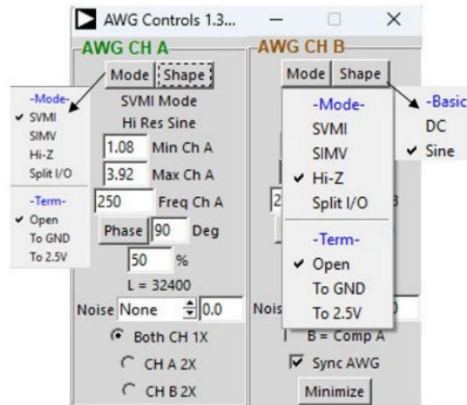 AWG Controls 1.3...
AWG CH A
Mode Shape
SVMI Mode
Hi Res Sine
1.08 Min Ch A
3.92 Max Ch A
250 Freq Ch A
Phase 90 Deg
50 %
L = 32400
Noise None 0.0
Both CH 1X
CH A 2X
CH B 2X
-Mode-
SVMI
SIMV
Hi-Z
Split I/O
-Term-
Open
To GND
To 2.5V
AWG CH B
Mode Shape
-Mode-
SVMI
SIMV
Hi-Z
Split I/O
-Term-
Open
To GND
To 2.5V
B = Comp A
Sync AWG
Minimize
-Basic
DC
Sine